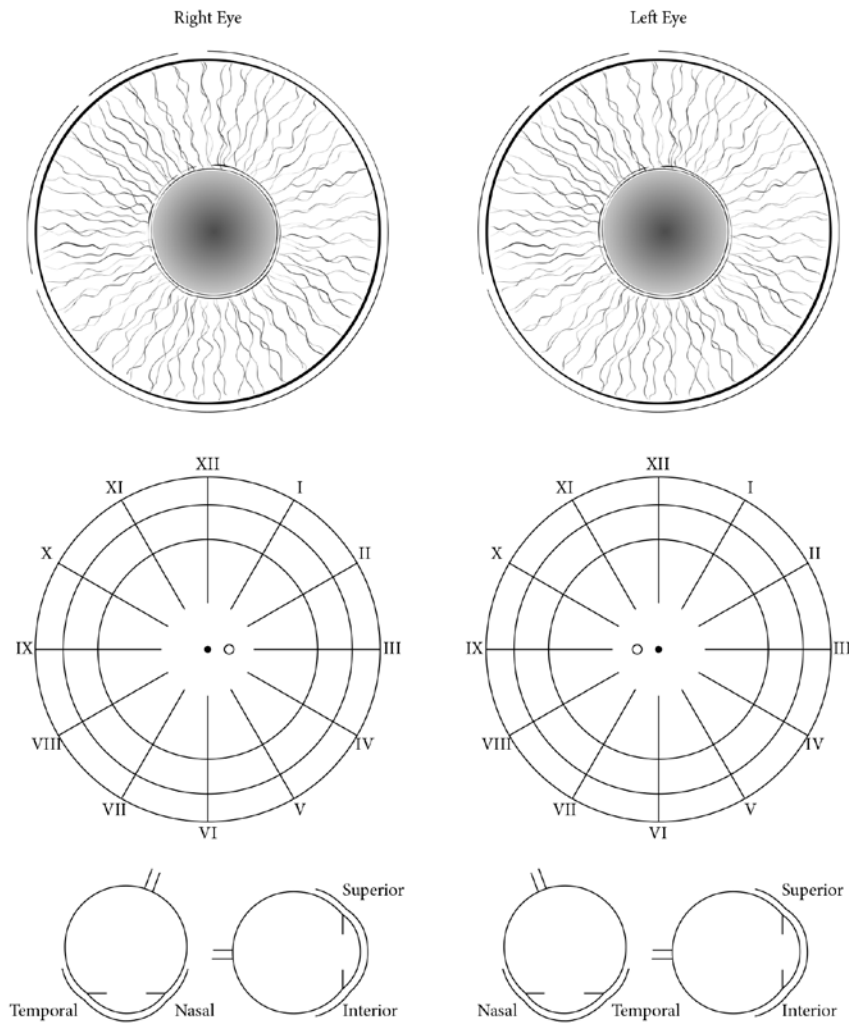 Right Eye Left Eye
XII XII
XI I XI I
X II X II
IX III IX III
VIII IV VIII IV
VII V VII V
VI VI
Superior Superior
Temporal Nasal Interior Nasal Temporal Interior